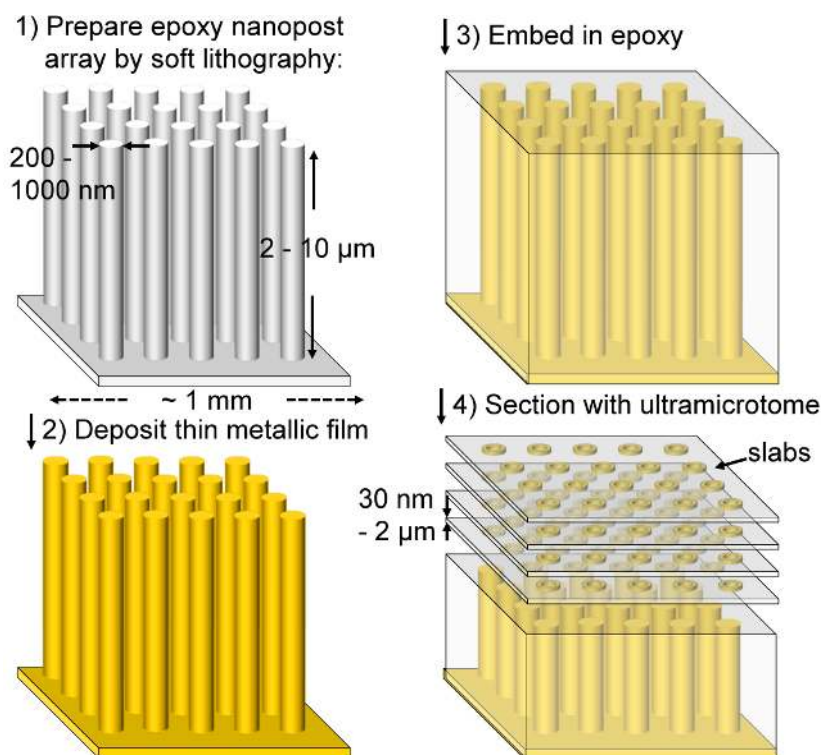 1) Prepare epoxy nanopost
array by soft lithography:
200 -
1000 nm
2 - 10 μm
~ 1 mm
2) Deposit thin metallic film
3) Embed in epoxy
4) Section with ultramicrotome
slabs
30 nm
- 2 μm